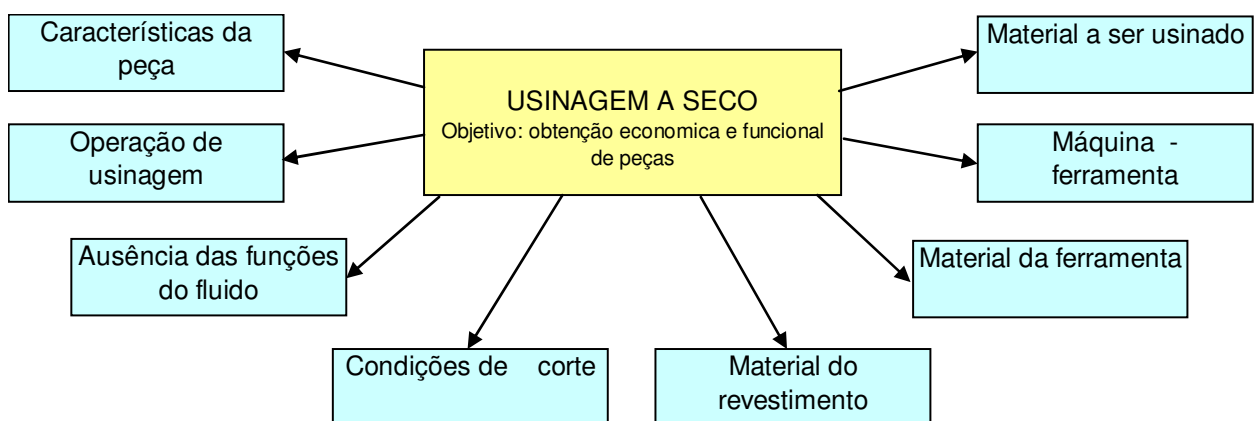 Características da
peça
Operação de
usinagem
Ausência das funções
do fluido
Condições de corte
USINAGEM A SECO
Objetivo: obtenção economica e funcional
de peças
Material do
revestimento
Material da ferramenta
Máquina -
ferramenta
Material a ser usinado